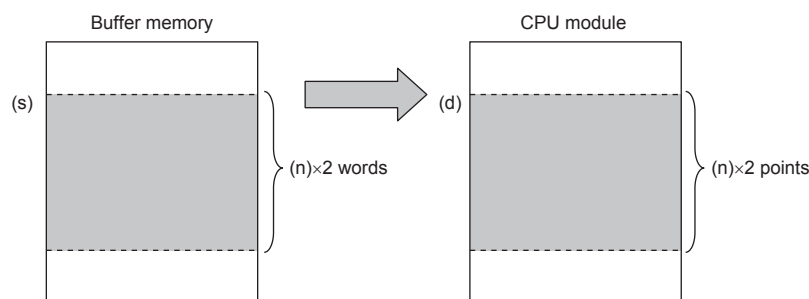 Buffer memory
CPU module
(s)
(d)
(n)×2 words
(n)×2 points